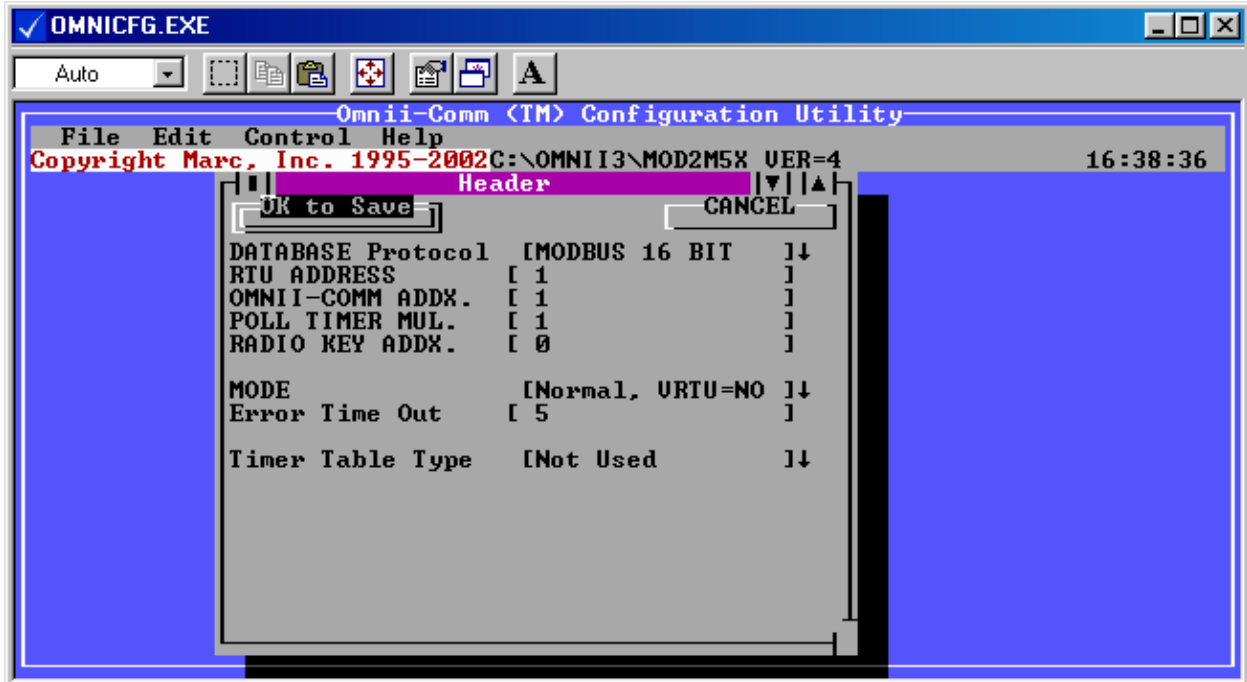 OMNICFG.EXE
Auto
A
Omnii-Comm (TM) Configuration Utility
File Edit Control Help
Copyright Marc, Inc. 1995-2002C:\OMNII3\MOD2M5X VER=4 16:38:36
Header
OK to Save CANCEL
DATABASE Protocol [MODBUS 16 BIT ]↓
RTU ADDRESS [ 1 ]
OMNII-COMM ADDX. [ 1 ]
POLL TIMER MUL. [ 1 ]
RADIO KEY ADDX. [ 0 ]
MODE [Normal, VRTU=NO ]↓
Error Time Out [ 5 ]
Timer Table Type [Not Used ]↓